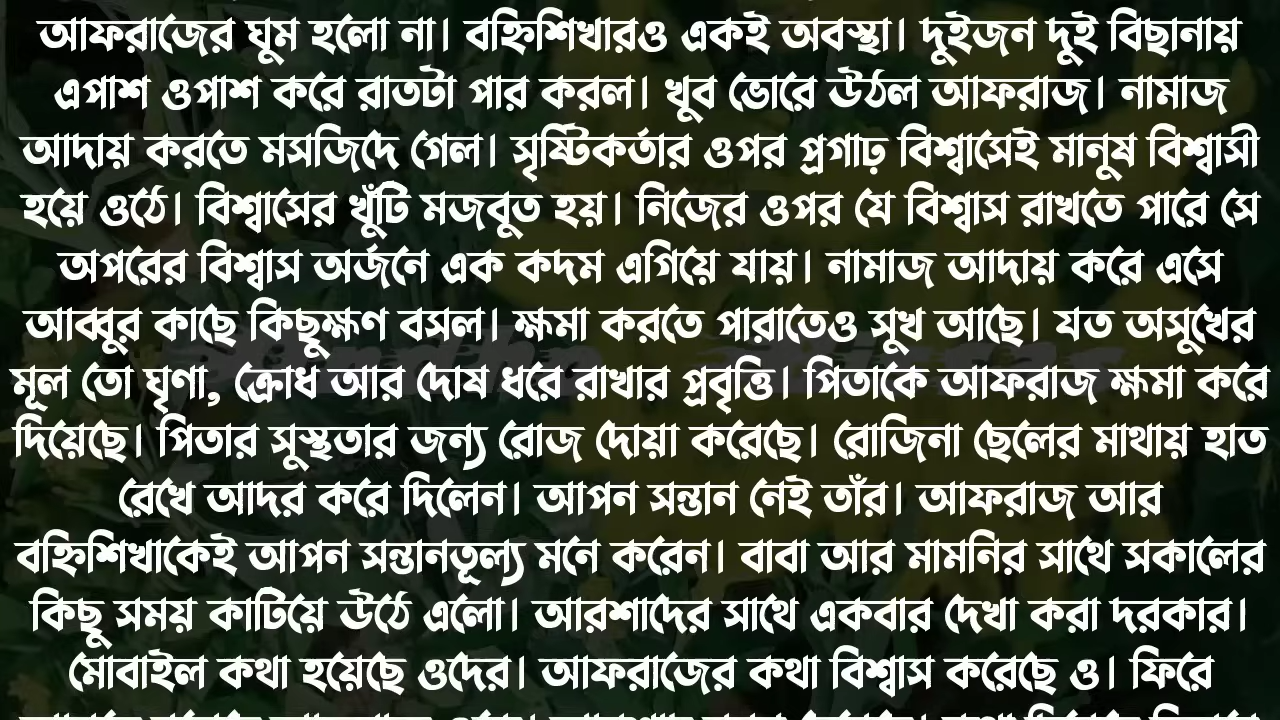 আফরাজের ঘুম হলো না। বহ্নিশিখারও একই অবস্থা। দুইজন দুই বিছানায়
এপাশ ওপাশ করে রাতটা পার করল। খুব ভোরে উঠল আফরাজ। নামাজ
আদায় করতে মসজিদে গেল। সৃষ্টিকর্তার ওপর প্রগাঢ় বিশ্বাসেই মানুষ বিশ্বাসী
হয়ে ওঠে। বিশ্বাসের খুঁটি মজবুত হয়। নিজের ওপর যে বিশ্বাস রাখতে পারে সে
অপরের বিশ্বাস অর্জনে এক কদম এগিয়ে যায়। নামাজ আদায় করে এসে
আব্বুর কাছে কিছুক্ষণ বসল। ক্ষমা করতে পারাতেও সুখ আছে। যত অসুখের
মূল তো ঘৃণা, ক্রোধ আর দোষ ধরে রাখার প্রবৃত্তি। পিতাকে আফরাজ ক্ষমা করে
দিয়েছে। পিতার সুস্থতার জন্য রোজ দোয়া করেছে। রোজিনা ছেলের মাথায় হাত
রেখে আদর করে দিলেন। আপন সন্তান নেই তাঁর। আফরাজ আর
বহ্নিশিখাকেই আপন সন্তানতূল্য মনে করেন। বাবা আর মামনির সাথে সকালের
কিছু সময় কাটিয়ে উঠে এলো। আরশাদের সাথে একবার দেখা করা দরকার।
মোবাইল কথা হয়েছে ওদের। আফরাজের কথা বিশ্বাস করেছে ও। ফিরে